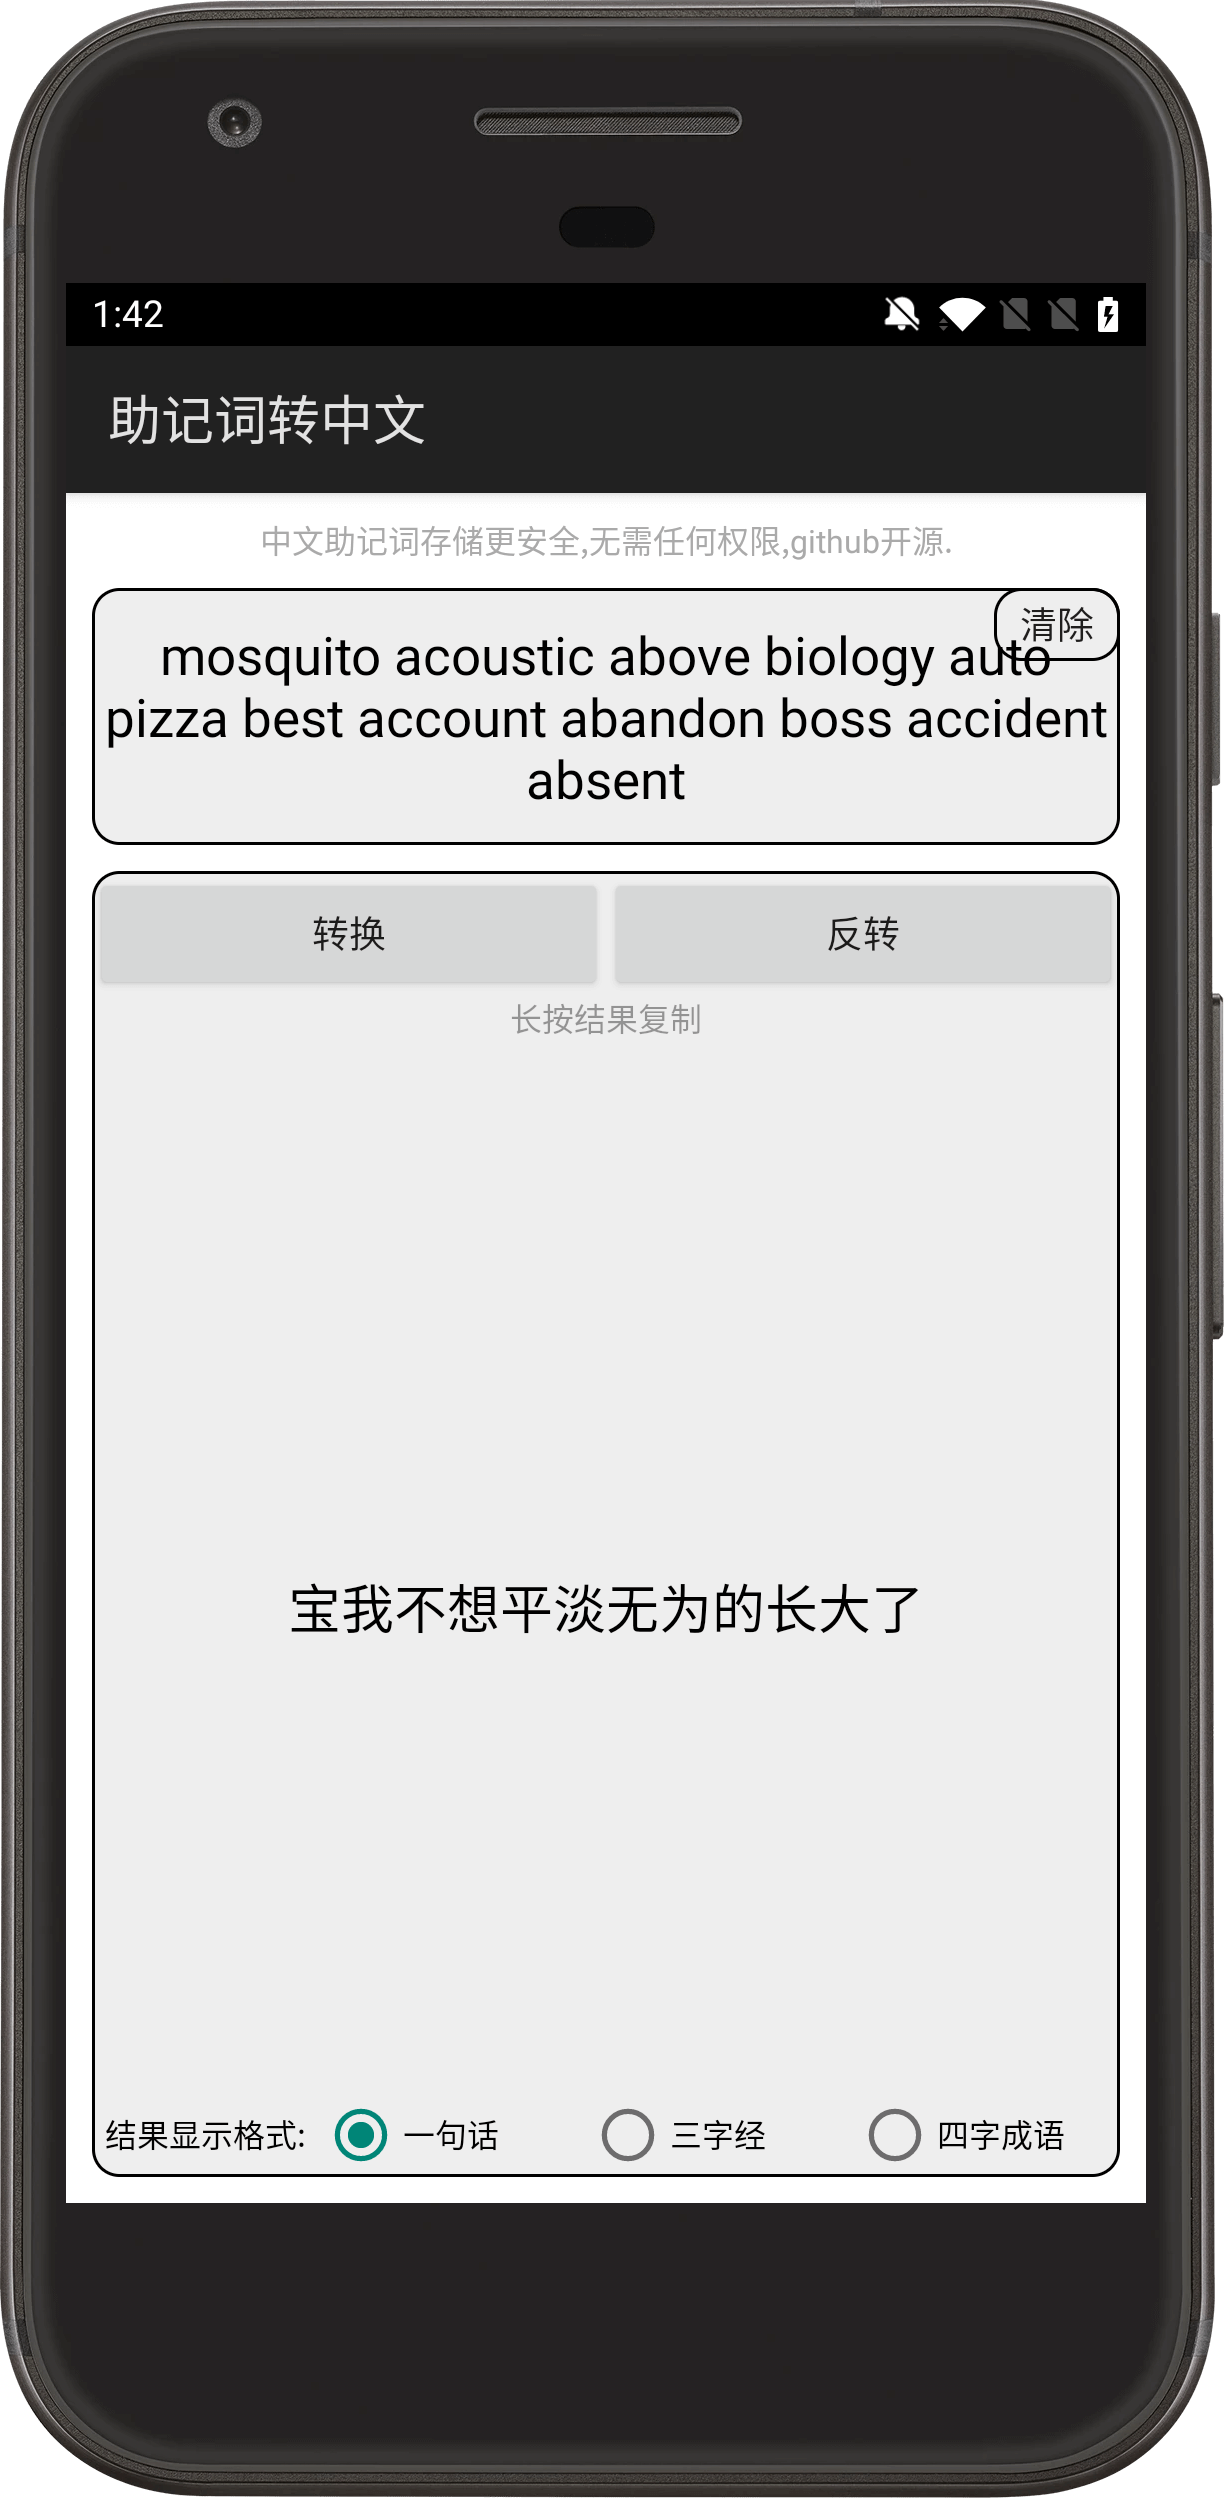 1:42
助记词转中文
中文助记词存储更安全,无需任何权限,github开源.
清除
mosquito acoustic above biology auto
pizza best account abandon boss accident
absent
转换 反转
长按结果复制
宝我不想平淡无为的长大了
结果显示格式: 一句话 三字经 四字成语